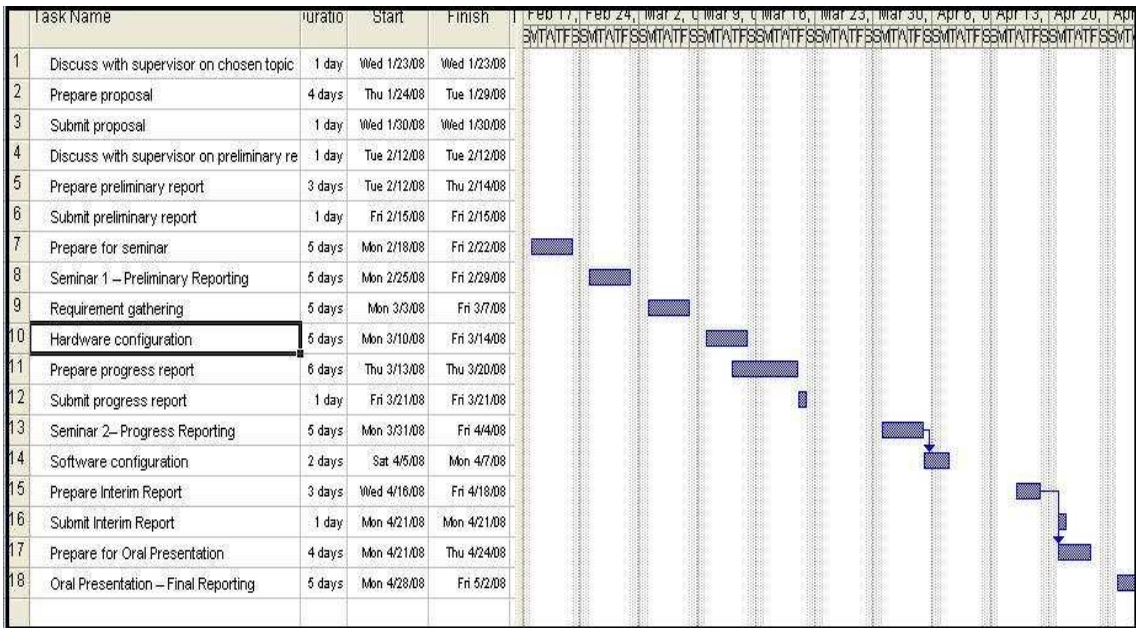 Task Name uratio Start Finish Feb 17, Feb 24, Mar 2, Mar 9, Mar 16, Mar 23, Mar 30, Apr 6, Apr 13, Apr 20, Apr
1 Discuss with supervisor on chosen topic 1 day Wed 1/23/08 Wed 1/23/08
2 Prepare proposal 4 days Thu 1/24/08 Tue 1/29/08
3 Submit proposal 1 day Wed 1/30/08 Wed 1/30/08
4 Discuss with supervisor on preliminary re 1 day Tue 2/12/08 Tue 2/12/08
5 Prepare preliminary report 3 days Tue 2/12/08 Thu 2/14/08
6 Submit preliminary report 1 day Fri 2/15/08 Fri 2/15/08
7 Prepare for seminar 5 days Mon 2/18/08 Fri 2/22/08
8 Seminar 1 – Preliminary Reporting 5 days Mon 2/25/08 Fri 2/29/08
9 Requirement gathering 5 days Mon 3/3/08 Fri 3/7/08
10 Hardware configuration 5 days Mon 3/10/08 Fri 3/14/08
11 Prepare progress report 6 days Thu 3/13/08 Thu 3/20/08
12 Submit progress report 1 day Fri 3/21/08 Fri 3/21/08
13 Seminar 2– Progress Reporting 5 days Mon 3/31/08 Fri 4/4/08
14 Software configuration 2 days Sat 4/5/08 Mon 4/7/08
15 Prepare Interim Report 3 days Wed 4/16/08 Fri 4/18/08
16 Submit Interim Report 1 day Mon 4/21/08 Mon 4/21/08
17 Prepare for Oral Presentation 4 days Mon 4/21/08 Thu 4/24/08
18 Oral Presentation – Final Reporting 5 days Mon 4/28/08 Fri 5/2/08